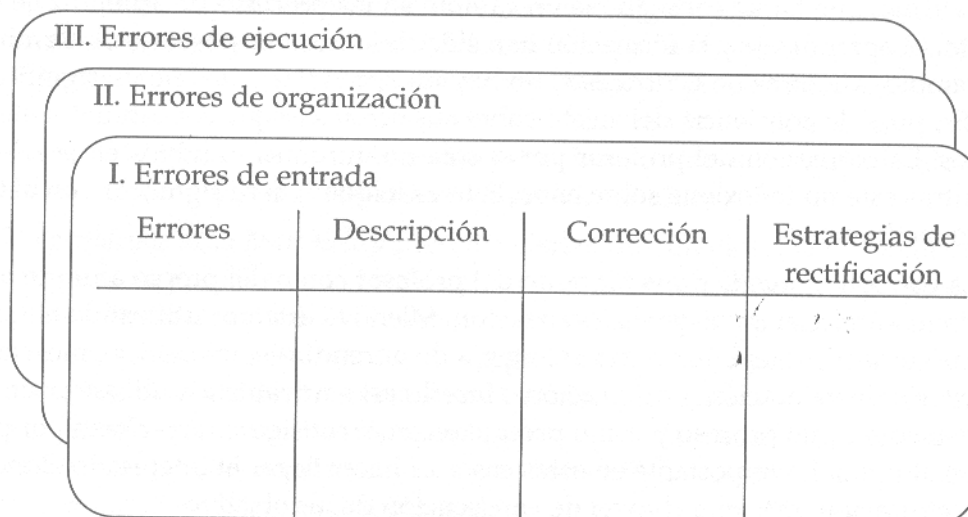 III. Errores de ejecución
II. Errores de organización
I. Errores de entrada
Errores
Descripción
Corrección
Estrategias de
rectificación